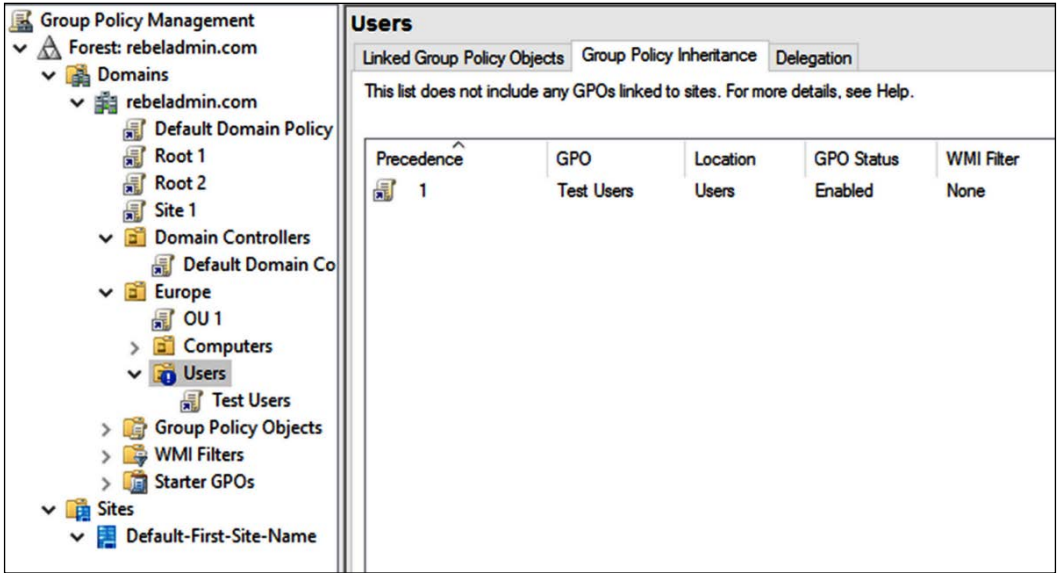 Group Policy Management
Forest: rebeladmin.com
Domains
rebeladmin.com
Default Domain Policy
Root 1
Root 2
Site 1
Domain Controllers
Default Domain Co
Europe
OU 1
Computers
Users
Test Users
Group Policy Objects
WMI Filters
Starter GPOs
Sites
Default-First-Site-Name
Users
Linked Group Policy Objects Group Policy Inheritance Delegation
This list does not include any GPOs linked to sites. For more details, see Help.
Precedence GPO Location GPO Status WMI Filter
1 Test Users Users Enabled None